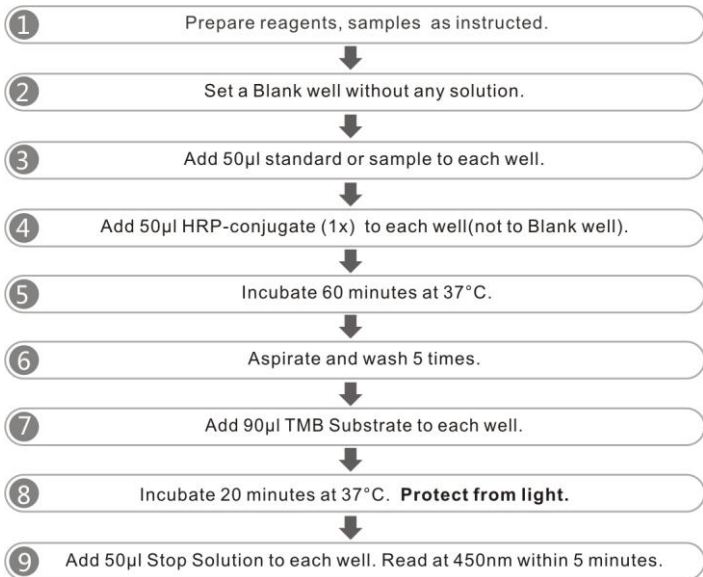 1 Prepare reagents, samples as instructed.
2 Set a Blank well without any solution.
3 Add 50µl standard or sample to each well.
4 Add 50µl HRP-conjugate (1x) to each well(not to Blank well).
5 Incubate 60 minutes at 37°C.
6 Aspirate and wash 5 times.
7 Add 90µl TMB Substrate to each well.
8 Incubate 20 minutes at 37°C. Protect from light.
9 Add 50µl Stop Solution to each well. Read at 450nm within 5 minutes.